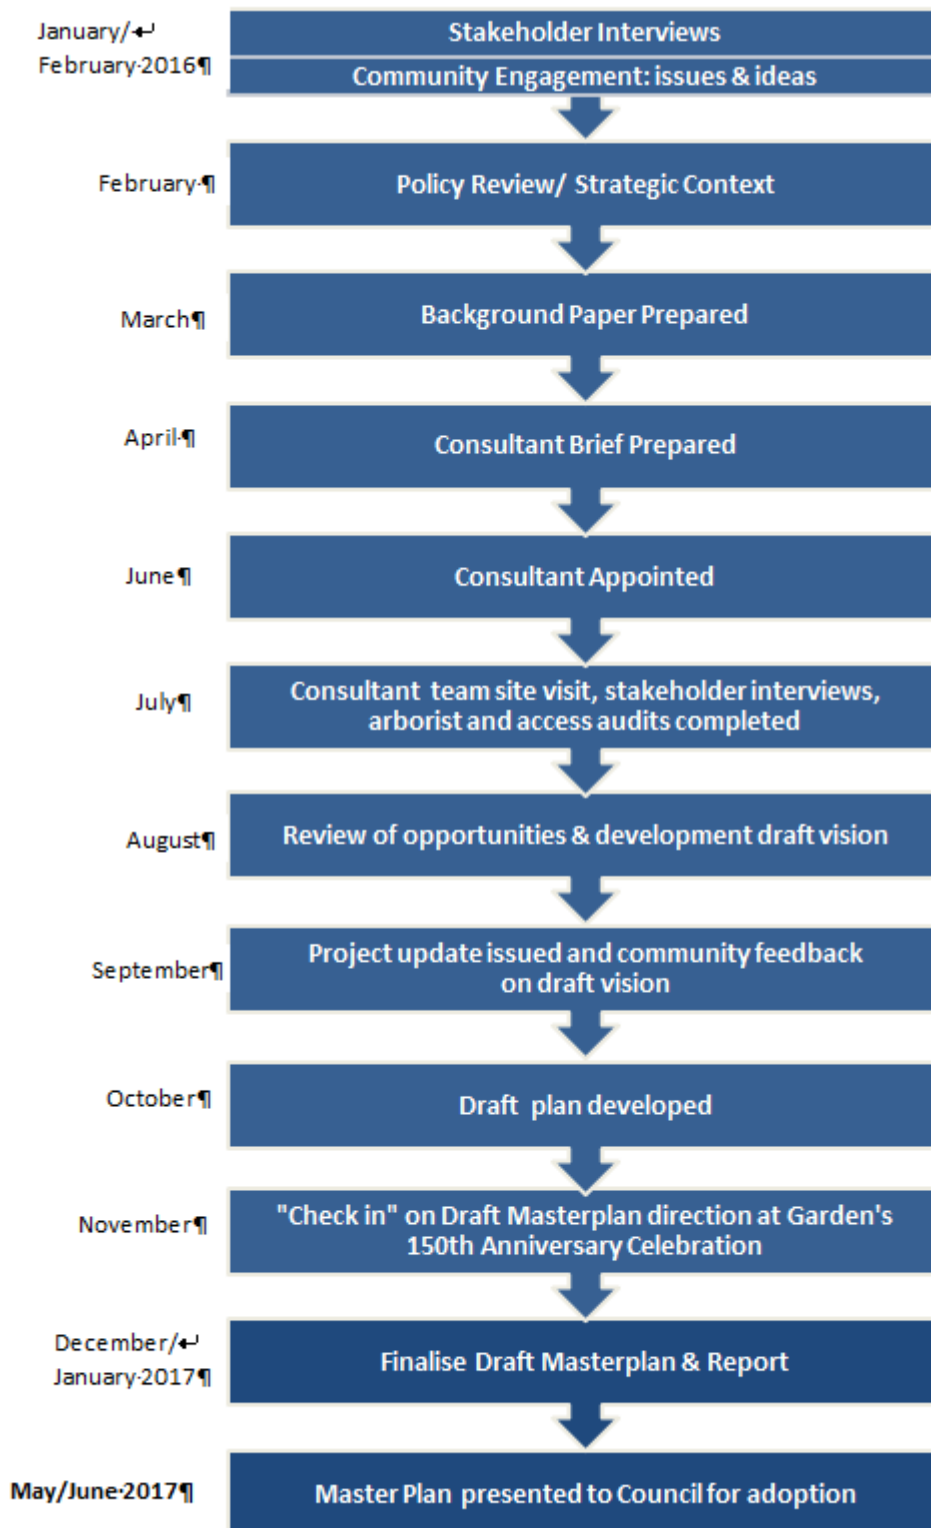 January/↵
February·2016¶
Stakeholder Interviews
Community Engagement: issues & ideas
February·¶
Policy Review/ Strategic Context
March¶
Background Paper Prepared
April·¶
Consultant Brief Prepared
June¶
Consultant Appointed
July¶
Consultant team site visit, stakeholder interviews,
arborist and access audits completed
August¶
Review of opportunities & development draft vision
September¶
Project update issued and community feedback
on draft vision
October¶
Draft plan developed
November¶
"Check in" on Draft Masterplan direction at Garden's
150th Anniversary Celebration
December/↵
January·2017¶
Finalise Draft Masterplan & Report
May/June·2017¶
Master Plan presented to Council for adoption